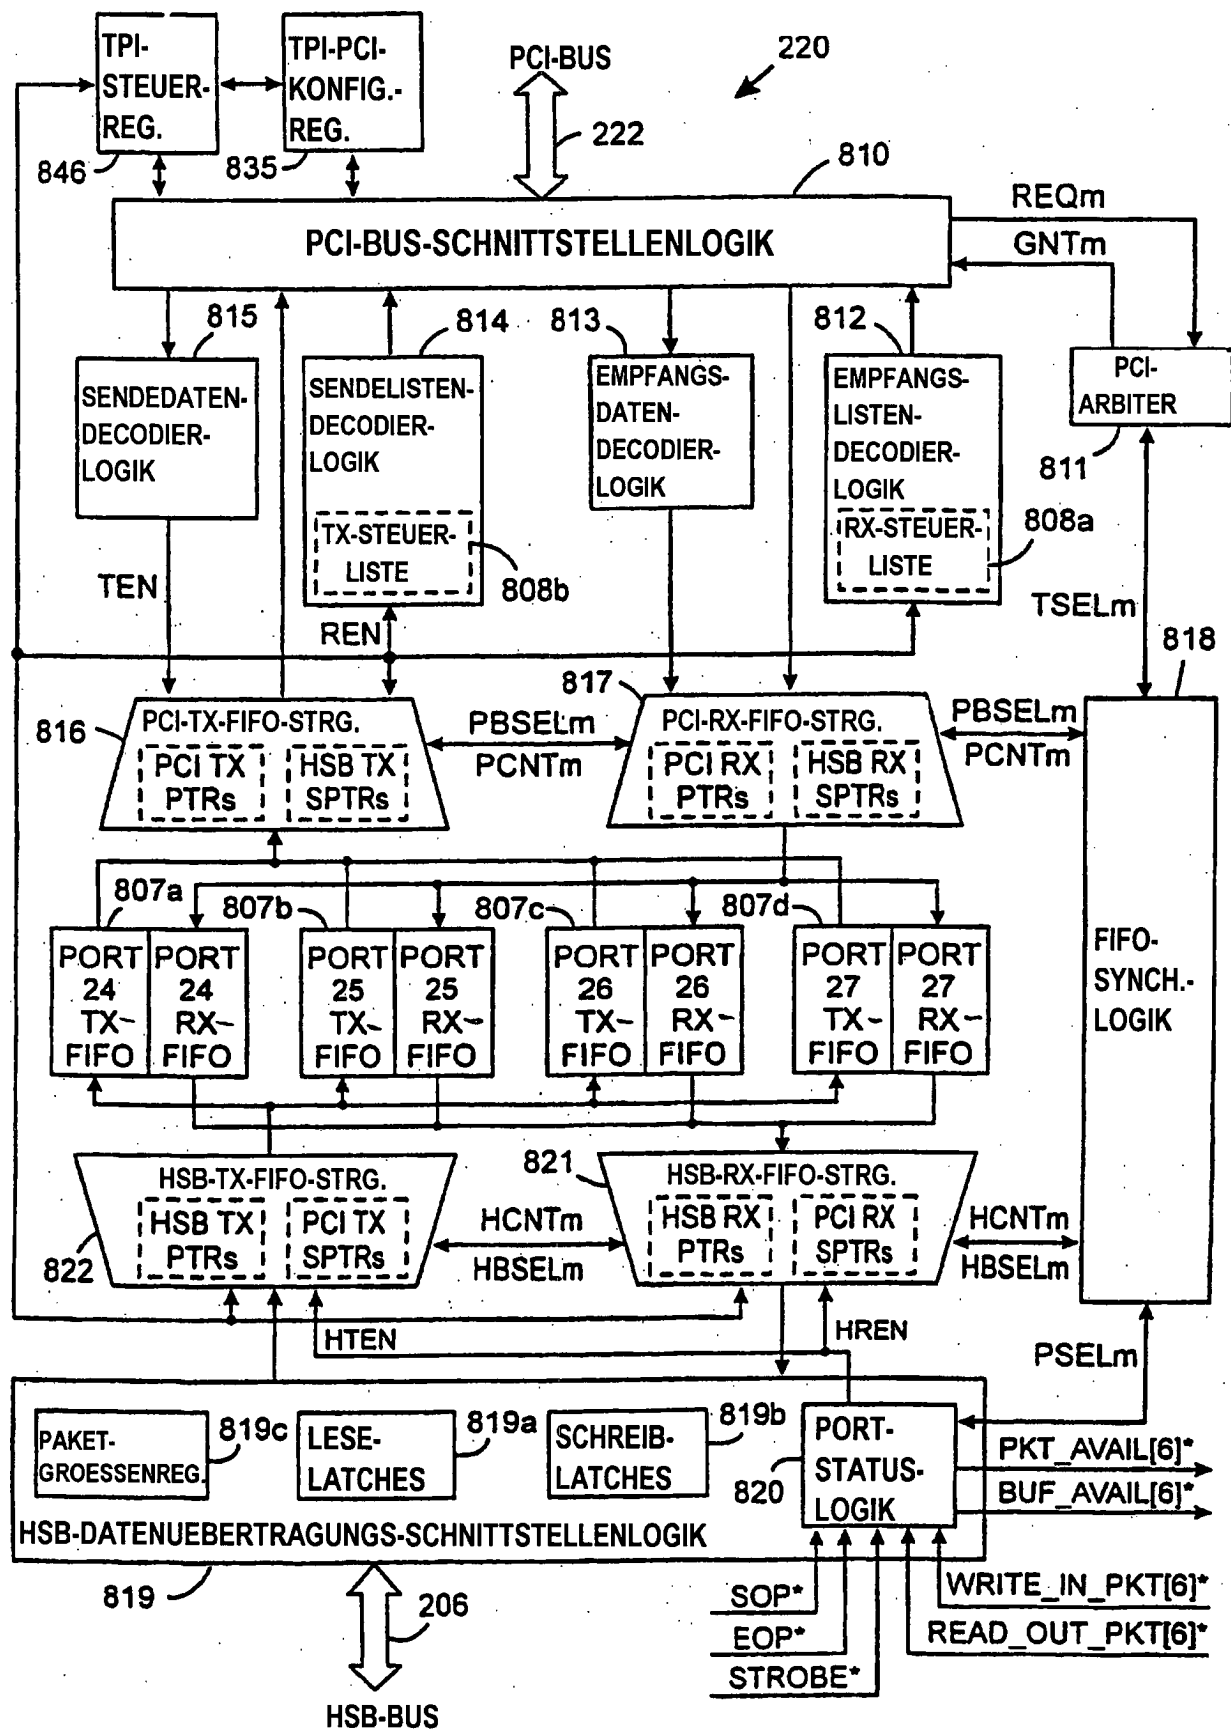 TPI-
STEUER-
REG.
846
TPI-PCI-
KONFIG.-
REG.
835
PCI-BUS
222
220
810
PCI-BUS-SCHNITTSTELLENLOGIK
REQm
GNTm
815
SENDEDATEN-
DECODIER-
LOGIK
814
SENDELISTEN-
DECODIER-
LOGIK
TX-STEUER-
LISTE
808b
813
EMPFANGS-
DATEN-
DECODIER-
LOGIK
812
EMPFANGS-
LISTEN-
DECODIER-
LOGIK
RX-STEUER-
LISTE
808a
PCI-
ARBITER
811
TEN
REN
TSELm
818
816
PCI-TX-FIFO-STRG.
PCI TX
PTRs
HSB TX
SPTRs
PBSELm
PCNTm
817
PCI-RX-FIFO-STRG.
PCI RX
PTRs
HSB RX
SPTRs
PBSELm
PCNTm
FIFO-
SYNCH.-
LOGIK
807a
PORT
24
TX-
FIFO
PORT
24
RX-
FIFO
807b
PORT
25
TX-
FIFO
PORT
25
RX-
FIFO
807c
PORT
26
TX-
FIFO
PORT
26
RX-
FIFO
807d
PORT
27
TX-
FIFO
PORT
27
RX-
FIFO
822
HSB-TX-FIFO-STRG.
HSB TX
PTRs
PCI TX
SPTRs
HCNTm
HBSELm
821
HSB-RX-FIFO-STRG.
HSB RX
PTRs
PCI RX
SPTRs
HCNTm
HBSELm
HTEN
HREN
PSELm
PAKET-
GROESSENREG.
819c
LESE-
LATCHES
819a
SCHREIB-
LATCHES
819b
820
PORT-
STATUS-
LOGIK
PKT_AVAIL[6]*
BUF_AVAIL[6]*
HSB-DATENUEBERTRAGUNGS-SCHNITTSTELLENLOGIK
819
206
HSB-BUS
SOP*
EOP*
STROBE*
WRITE_IN_PKT[6]*
READ_OUT_PKT[6]*